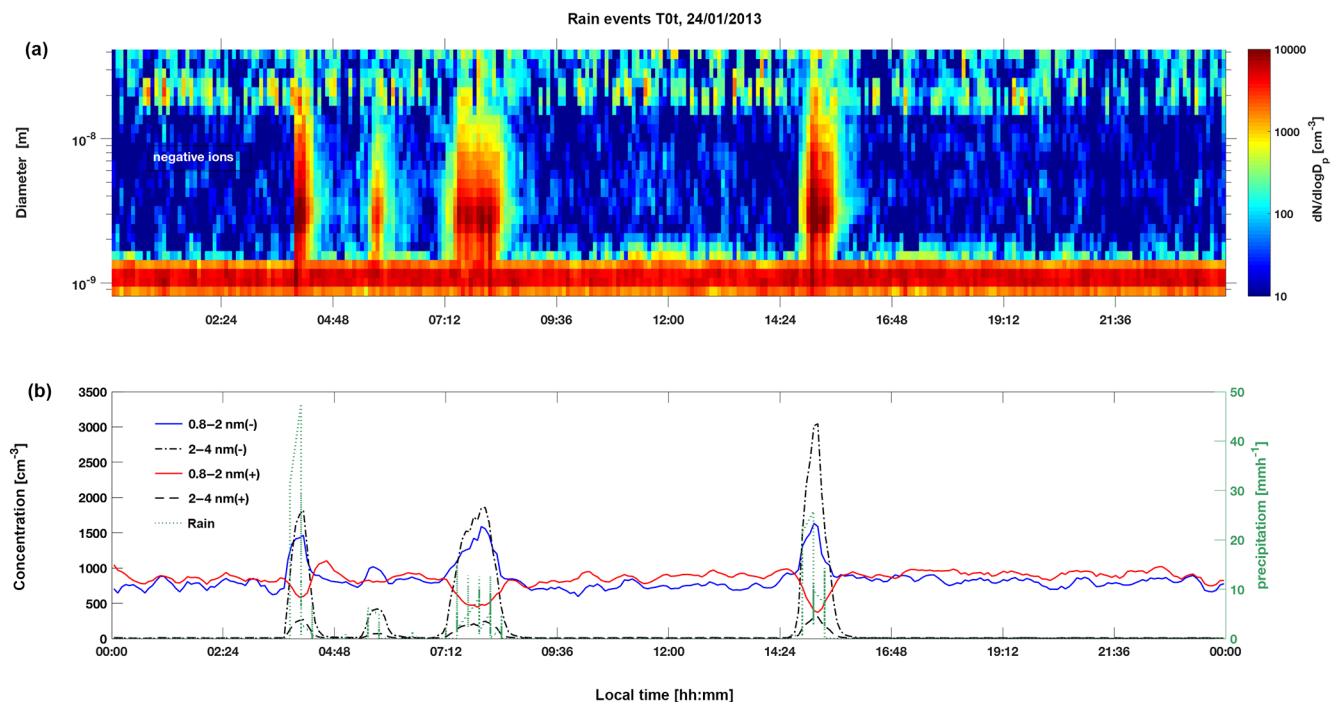 Rain events T0t, 24/01/2013
(a)
Diameter [m]
10⁻⁸
10⁻⁹
negative ions
02:24 04:48 07:12 09:36 12:00 14:24 16:48 19:12 21:36
10000
1000
100
10
dN/dlogDₚ [cm⁻³]
(b)
Concentration [cm⁻³]
3500
3000
2500
2000
1500
1000
800
500
0
0.8–2 nm(-)
2–4 nm(-)
0.8–2 nm(+)
2–4 nm(+)
Rain
50
40
30
20
10
0
precipitatiom [mmh⁻¹]
00:00 02:24 04:48 07:12 09:36 12:00 14:24 16:48 19:12 21:36 00:00
Local time [hh:mm]